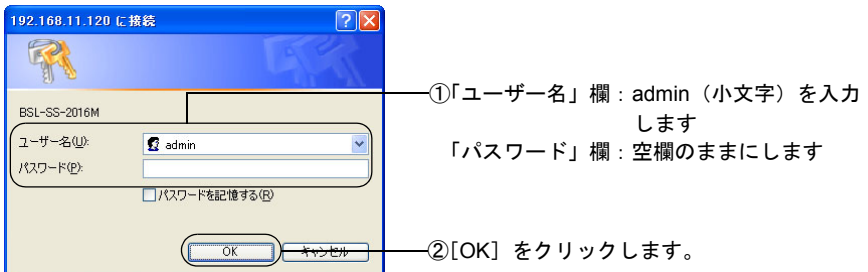 192.168.11.120 に接続
BSL-SS-2016M
ユーザー名(U):
admin
パスワード(P):
パスワードを記憶する(R)
OK
キャンセル
①「ユーザー名」欄：admin（小文字）を入力
します
「パスワード」欄：空欄のままにします
②[OK］をクリックします。